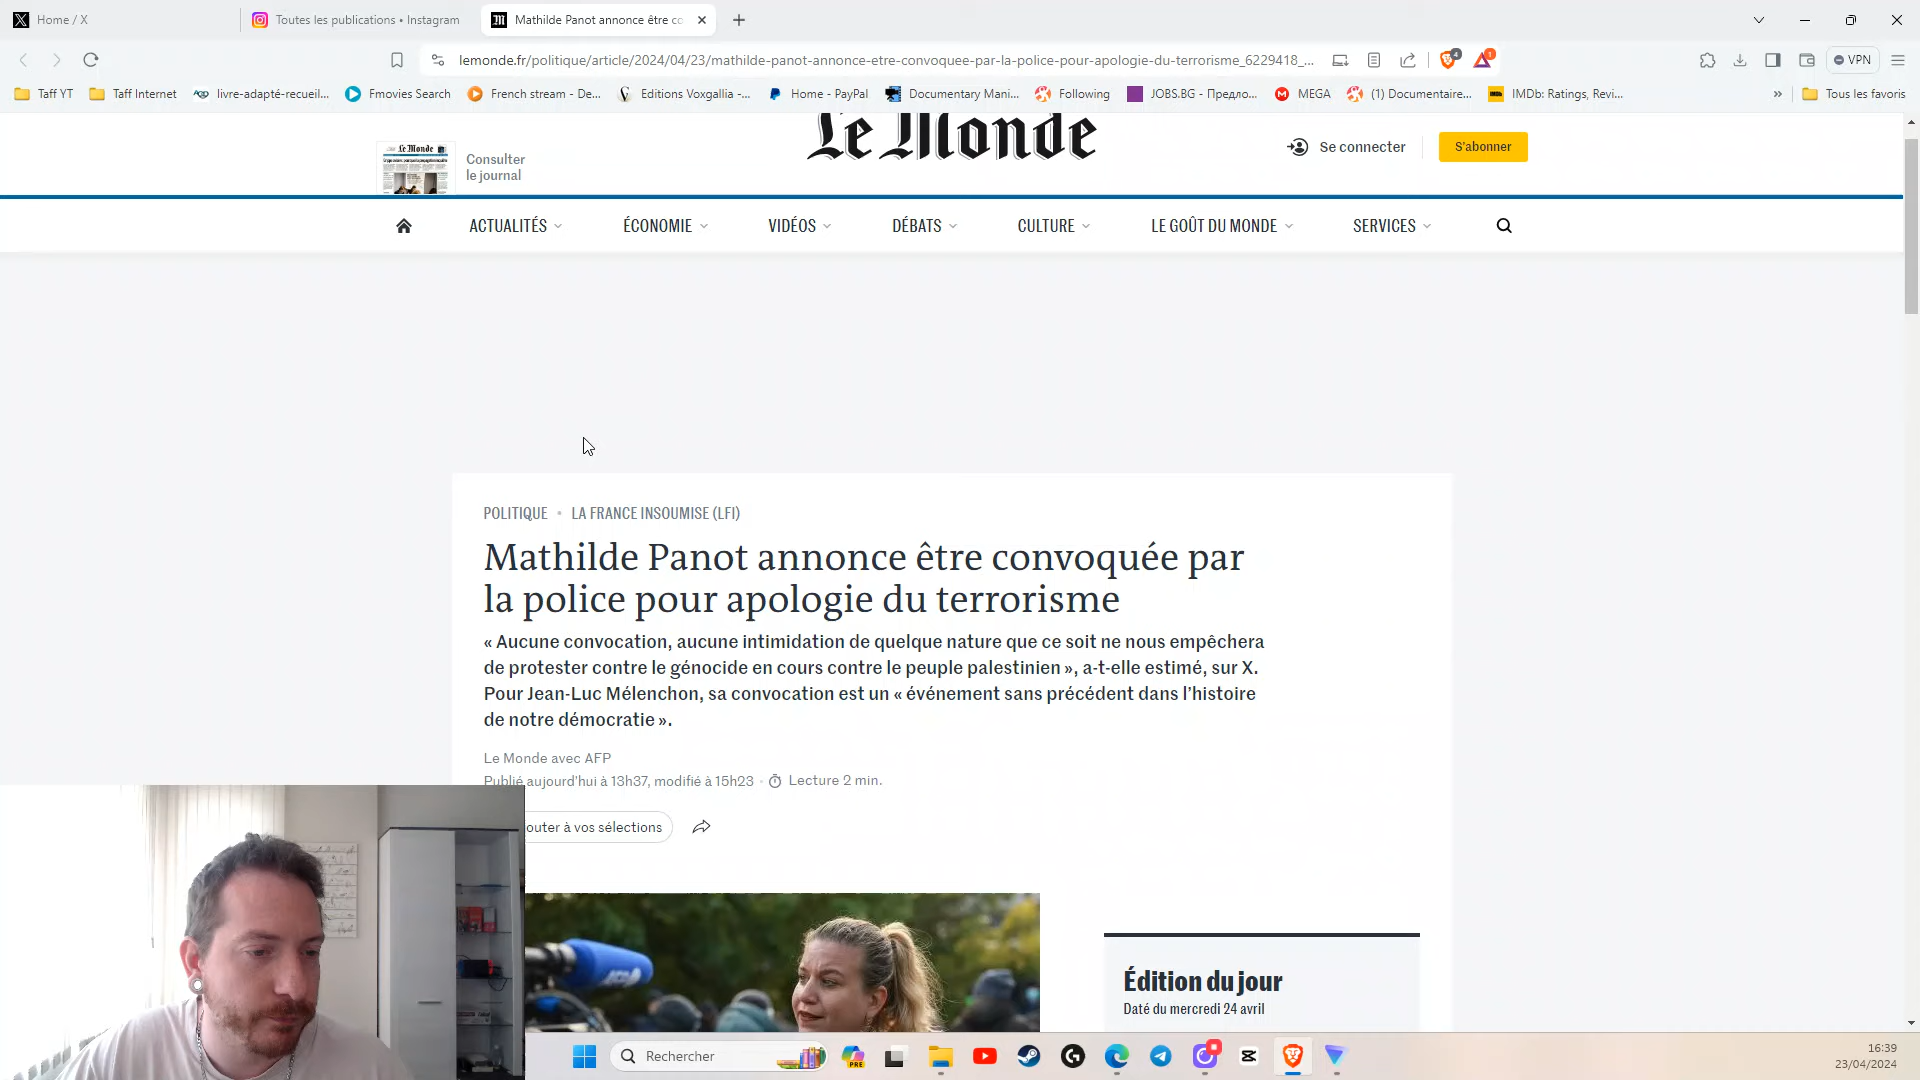 Home / X
Toutes les publications • Instagram
Mathilde Panot annonce être co
lemonde.fr/politique/article/2024/04/23/mathilde-panot-annonce-etre-convoquee-par-la-police-pour-apologie-du-terrorisme_6229418_...
4
1
VPN
Taff YT
Taff Internet
livre-adapté-recueil...
Fmovies Search
French stream - De...
Editions Voxgallia -...
Home - PayPal
Documentary Mani...
Following
JOBS.BG - Предло...
MEGA
(1) Documentaire...
IMDb: Ratings, Revi...
»
Tous les favoris
Le Monde
Consulter
le journal
Le Monde
Se connecter
S'abonner
ACTUALITÉS
ÉCONOMIE
VIDÉOS
DÉBATS
CULTURE
LE GOÛT DU MONDE
SERVICES
POLITIQUE • LA FRANCE INSOUMISE (LFI)
Mathilde Panot annonce être convoquée par
la police pour apologie du terrorisme
« Aucune convocation, aucune intimidation de quelque nature que ce soit ne nous empêchera
de protester contre le génocide en cours contre le peuple palestinien », a-t-elle estimé, sur X.
Pour Jean-Luc Mélenchon, sa convocation est un « événement sans précédent dans l'histoire
de notre démocratie ».
Le Monde avec AFP
Publié aujourd'hui à 13h37, modifié à 15h23 · Lecture 2 min.
outer à vos sélections
Édition du jour
Daté du mercredi 24 avril
Rechercher
PRE
16:39
23/04/2024